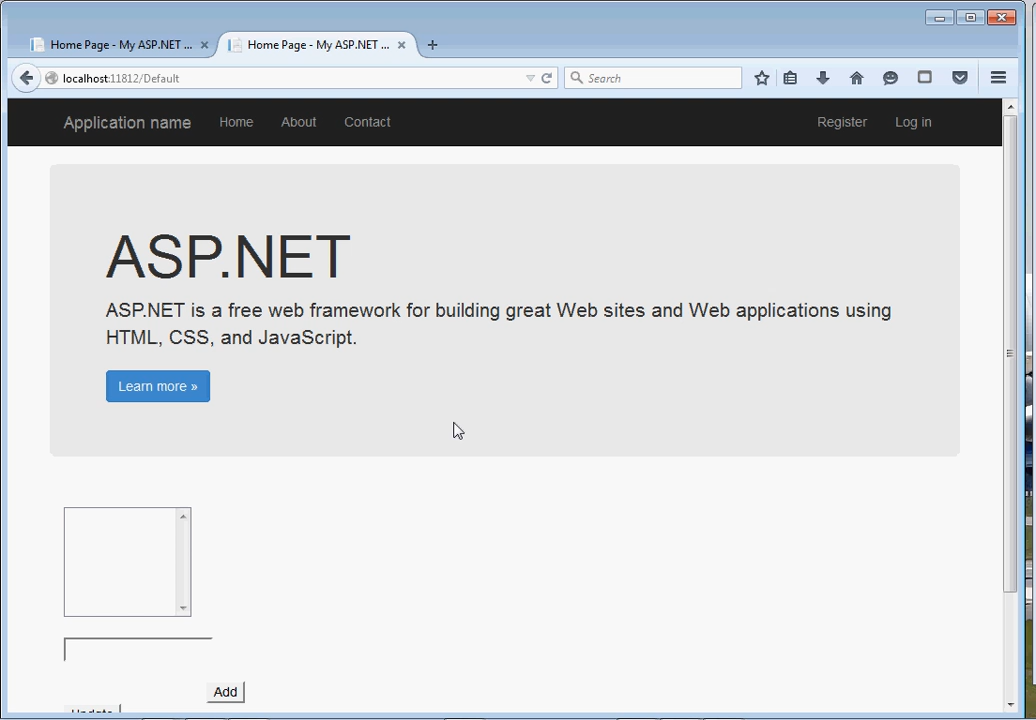 Home Page - My ASP.NET ...
Home Page - My ASP.NET ...
localhost:11812/Default
Search
Application name
Home
About
Contact
Register
Log in
ASP.NET
ASP.NET is a free web framework for building great Web sites and Web applications using
HTML, CSS, and JavaScript.
Learn more »
Add
Update